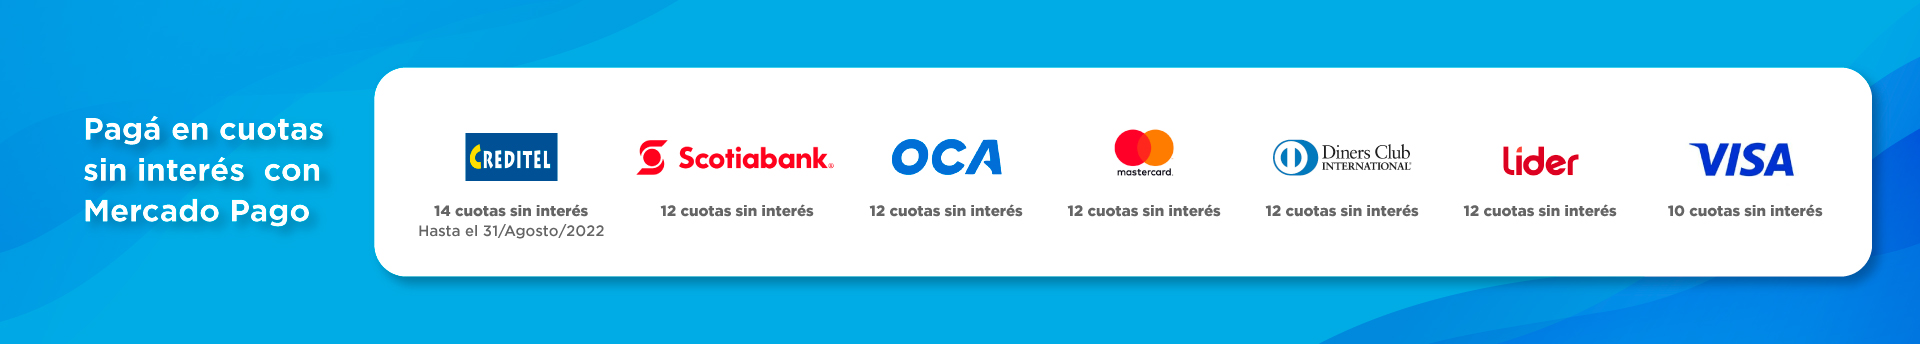 Pagá en cuotas
sin interés con
Mercado Pago
CREDITEL
14 cuotas sin interés
Hasta el 31/Agosto/2022
Scotiabank®
12 cuotas sin interés
OCA
12 cuotas sin interés
mastercard.
12 cuotas sin interés
Diners Club
INTERNATIONAL®
12 cuotas sin interés
Líder
12 cuotas sin interés
VISA
10 cuotas sin interés